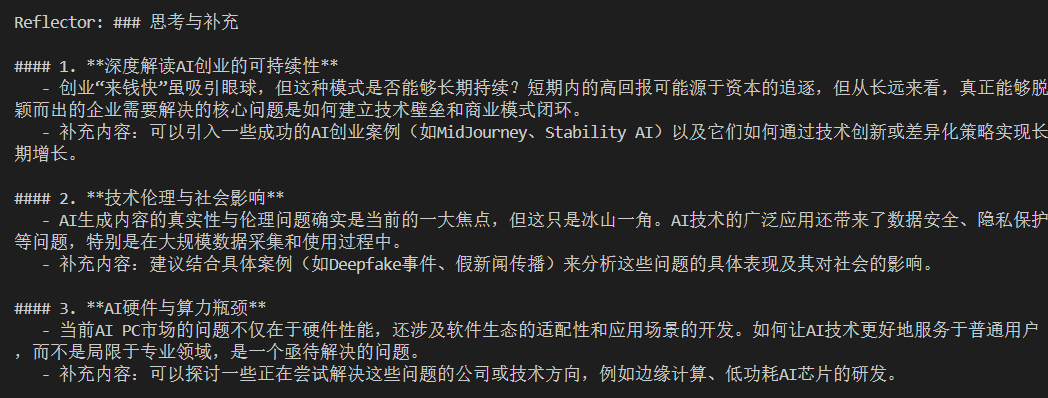 Reflector: ### 思考与补充
#### 1. **深度解读AI创业的可持续性**
- 创业“来钱快”虽吸引眼球，但这种模式是否能够长期持续？短期内的高回报可能源于资本的追逐，但从长远来看，真正能够脱
颖而出的企业需要解决的核心问题是如何建立技术壁垒和商业模式闭环。
- 补充内容：可以引入一些成功的AI创业案例（如MidJourney、Stability AI）以及它们如何通过技术创新或差异化策略实现长
期增长。
#### 2. **技术伦理与社会影响**
- AI生成内容的真实性与伦理问题确实是当前的一大焦点，但这只是冰山一角。AI技术的广泛应用还带来了数据安全、隐私保护
等问题，特别是在大规模数据采集和使用过程中。
- 补充内容：建议结合具体案例（如Deepfake事件、假新闻传播）来分析这些问题的具体表现及其对社会的影响。
#### 3. **AI硬件与算力瓶颈**
- 当前AI PC市场的问题不仅在于硬件性能，还涉及软件生态的适配性和应用场景的开发。如何让AI技术更好地服务于普通用户
，而不是局限于专业领域，是一个亟待解决的问题。
- 补充内容：可以探讨一些正在尝试解决这些问题的公司或技术方向，例如边缘计算、低功耗AI芯片的研发。